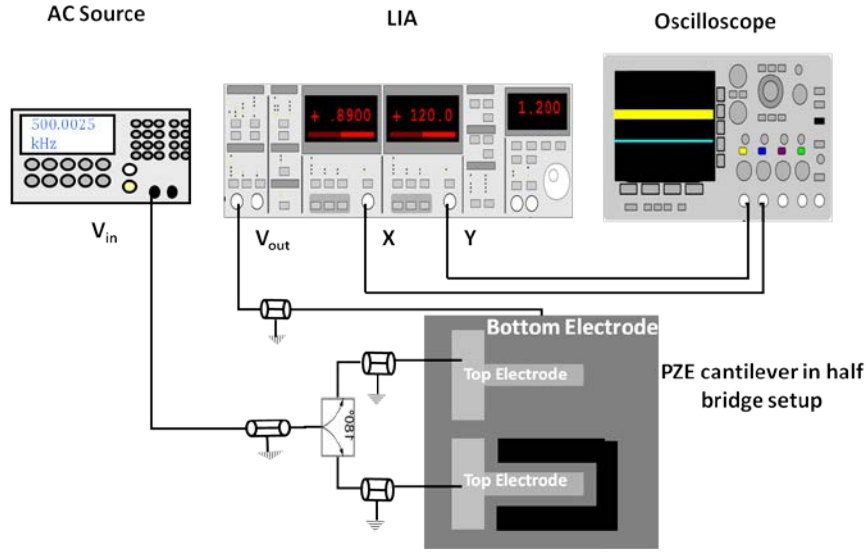 AC Source
LIA
Oscilloscope
500.0025
kHz
+ .8900
+ 120.0
1.200
Vin
Vout
X
Y
Bottom Electrode
Top Electrode
180°
Top Electrode
PZE cantilever in half
bridge setup